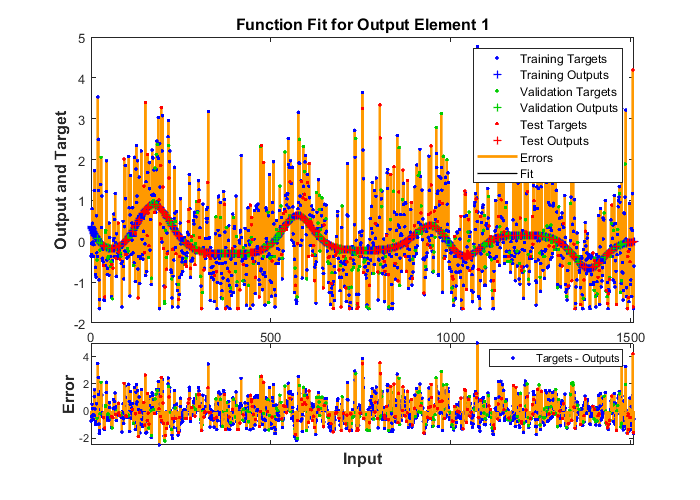 Function Fit for Output Element 1
5
4
3
2
1
0
-1
-2
Output and Target
Training Targets
Training Outputs
Validation Targets
Validation Outputs
Test Targets
Test Outputs
Errors
Fit
0
500
1000
1500
4
2
0
-2
Error
Targets - Outputs
Input